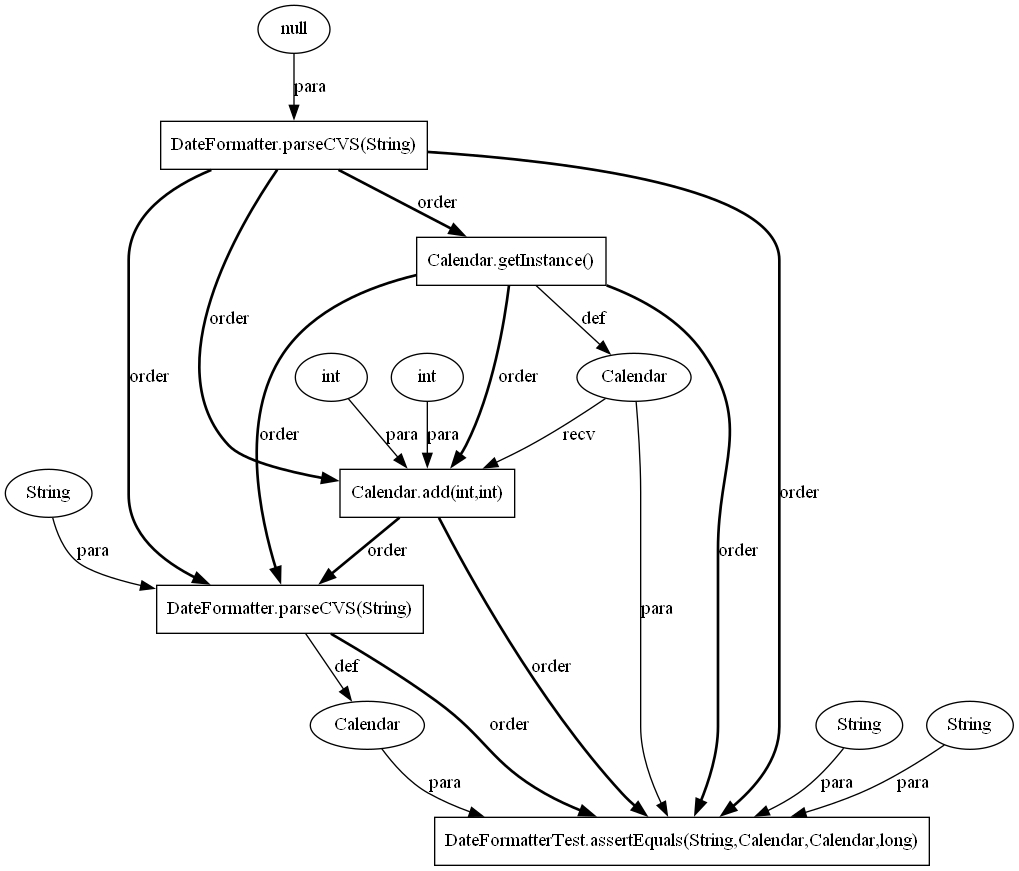 null
para
DateFormatter.parseCVS(String)
order
Calendar.getInstance()
order
def
int
int
order
Calendar
order
order
para
para
recv
Calendar.add(int,int)
String
order
order
para
order
DateFormatter.parseCVS(String)
order
para
def
order
Calendar
order
String
String
para
para
para
DateFormatterTest.assertEquals(String,Calendar,Calendar,long)